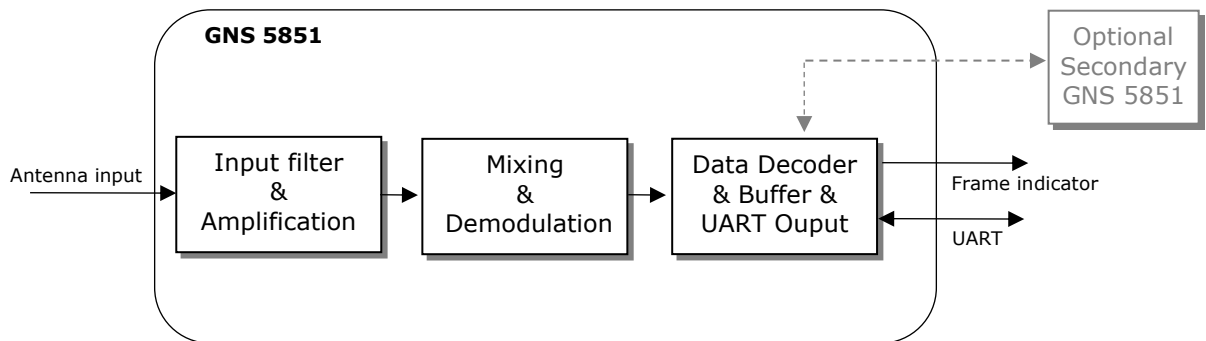 GNS 5851
Optional
Secondary
GNS 5851
Antenna input
Input filter
&
Amplification
Mixing
&
Demodulation
Data Decoder
& Buffer &
UART Ouput
Frame indicator
UART